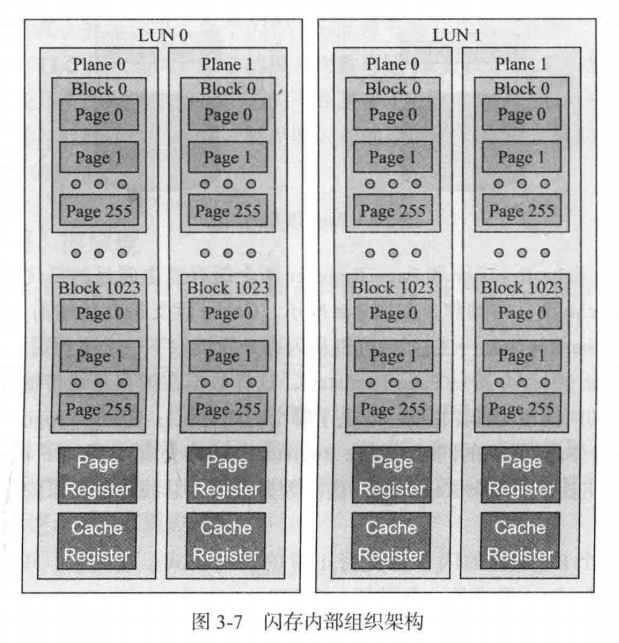 LUN 0
LUN 1
Plane 0
Plane 1
Plane 0
Plane 1
Block 0
Block 0
Block 0
Block 0
Page 0
Page 0
Page 0
Page 0
Page 1
Page 1
Page 1
Page 1
Page 255
Page 255
Page 255
Page 255
Block 1023
Block 1023
Block 1023
Block 1023
Page 0
Page 0
Page 0
Page 0
Page 1
Page 1
Page 1
Page 1
Page 255
Page 255
Page 255
Page 255
Page
Register
Page
Register
Page
Register
Page
Register
Cache
Register
Cache
Register
Cache
Register
Cache
Register
图 3-7 闪存内部组织架构